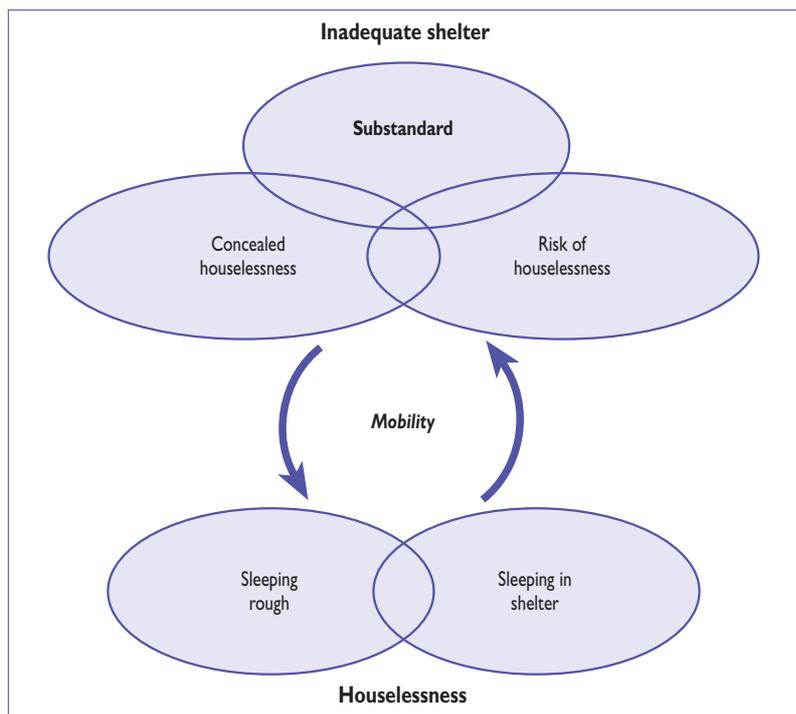 Inadequate shelter
Substandard
Concealed
houselessness
Risk of
houselessness
Mobility
Sleeping
rough
Sleeping in
shelter
Houselessness